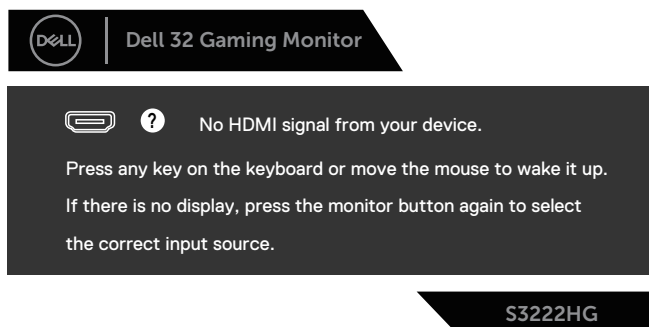 DELL
Dell 32 Gaming Monitor
? No HDMI signal from your device.
Press any key on the keyboard or move the mouse to wake it up.
If there is no display, press the monitor button again to select
the correct input source.
S3222HG